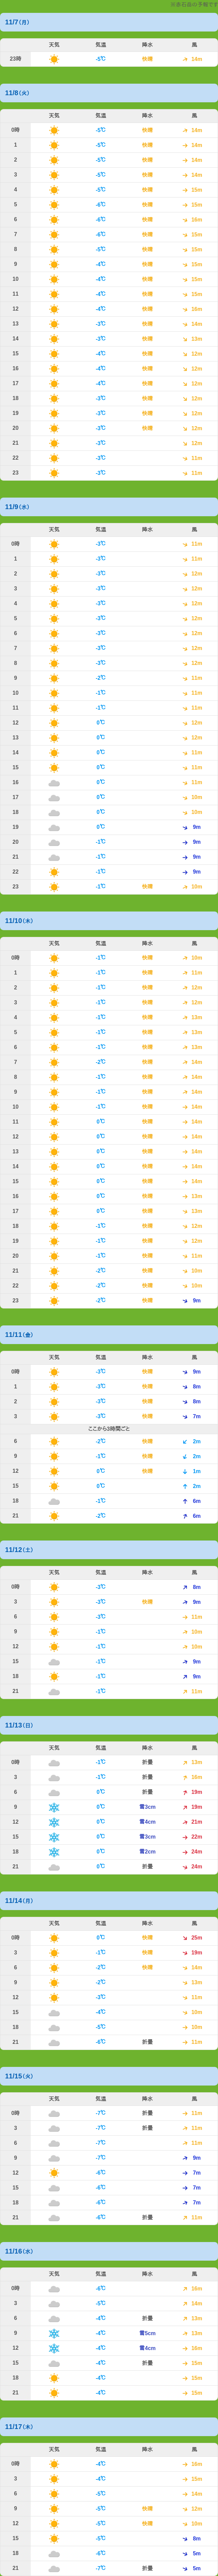 ※表示高の予報です
11/7(月)
天気 気温 降水 風
23時 -5℃ 快晴 14m
11/8(火)
天気 気温 降水 風
0時 -5℃ 快晴 14m
1 -5℃ 快晴 14m
2 -5℃ 快晴 14m
3 -5℃ 快晴 14m
4 -5℃ 快晴 15m
5 -6℃ 快晴 15m
6 -6℃ 快晴 16m
7 -6℃ 快晴 15m
8 -5℃ 快晴 15m
9 -4℃ 快晴 15m
10 -4℃ 快晴 15m
11 -4℃ 快晴 15m
12 -4℃ 快晴 16m
13 -3℃ 快晴 14m
14 -3℃ 快晴 13m
15 -4℃ 快晴 12m
16 -4℃ 快晴 12m
17 -4℃ 快晴 12m
18 -3℃ 快晴 12m
19 -3℃ 快晴 12m
20 -3℃ 快晴 12m
21 -3℃ 12m
22 -3℃ 11m
23 -3℃ 11m
11/9(水)
天気 気温 降水 風
0時 -3℃ 11m
1 -3℃ 11m
2 -3℃ 12m
3 -3℃ 12m
4 -3℃ 12m
5 -3℃ 12m
6 -3℃ 12m
7 -3℃ 12m
8 -3℃ 12m
9 -2℃ 11m
10 -1℃ 11m
11 -1℃ 11m
12 0℃ 12m
13 0℃ 12m
14 0℃ 11m
15 0℃ 11m
16 0℃ 11m
17 0℃ 10m
18 0℃ 10m
19 0℃ 9m
20 -1℃ 9m
21 -1℃ 9m
22 -1℃ 9m
23 -1℃ 快晴 10m
11/10(木)
天気 気温 降水 風
0時 -1℃ 快晴 10m
1 -1℃ 快晴 11m
2 -1℃ 快晴 12m
3 -1℃ 快晴 12m
4 -1℃ 快晴 13m
5 -1℃ 快晴 13m
6 -1℃ 快晴 13m
7 -2℃ 快晴 14m
8 -1℃ 快晴 14m
9 -1℃ 快晴 14m
10 -1℃ 快晴 14m
11 0℃ 快晴 14m
12 0℃ 快晴 14m
13 0℃ 快晴 14m
14 0℃ 快晴 14m
15 0℃ 快晴 14m
16 0℃ 快晴 13m
17 0℃ 快晴 13m
18 -1℃ 快晴 12m
19 -1℃ 快晴 12m
20 -1℃ 快晴 11m
21 -2℃ 快晴 10m
22 -2℃ 快晴 10m
23 -2℃ 快晴 9m
11/11(金)
天気 気温 降水 風
0時 -3℃ 快晴 9m
1 -3℃ 快晴 8m
2 -3℃ 快晴 8m
3 -3℃ 快晴 7m
ここから3時間ごと
6 -2℃ 快晴 2m
9 -1℃ 快晴 2m
12 0℃ 快晴 1m
15 0℃ 2m
18 -1℃ 6m
21 -2℃ 6m
11/12(土)
天気 気温 降水 風
0時 -3℃ 8m
3 -3℃ 快晴 9m
6 -3℃ 11m
9 -1℃ 10m
12 -1℃ 10m
15 -1℃ 9m
18 -1℃ 9m
21 -1℃ 11m
11/13(日)
天気 気温 降水 風
0時 -1℃ 折曇 13m
3 -1℃ 折曇 16m
6 0℃ 折曇 19m
9 0℃ 雪3cm 19m
12 0℃ 雪4cm 21m
15 0℃ 雪3cm 22m
18 0℃ 雪2cm 24m
21 0℃ 折曇 24m
11/14(月)
天気 気温 降水 風
0時 0℃ 快晴 25m
3 -1℃ 快晴 19m
6 -2℃ 快晴 14m
9 -2℃ 13m
12 -3℃ 11m
15 -4℃ 10m
18 -5℃ 10m
21 -6℃ 折曇 11m
11/15(火)
天気 気温 降水 風
0時 -7℃ 折曇 11m
3 -7℃ 折曇 11m
6 -7℃ 11m
9 -7℃ 9m
12 -6℃ 7m
15 -6℃ 7m
18 -6℃ 7m
21 -6℃ 折曇 11m
11/16(水)
天気 気温 降水 風
0時 -6℃ 16m
3 -5℃ 14m
6 -4℃ 折曇 13m
9 -4℃ 雪5cm 13m
12 -4℃ 雪4cm 16m
15 -4℃ 折曇 15m
18 -4℃ 15m
21 -4℃ 15m
11/17(木)
天気 気温 降水 風
0時 -4℃ 16m
3 -4℃ 15m
6 -5℃ 14m
9 -5℃ 快晴 12m
12 -5℃ 快晴 10m
15 -5℃ 8m
18 -6℃ 5m
21 -7℃ 折曇 5m